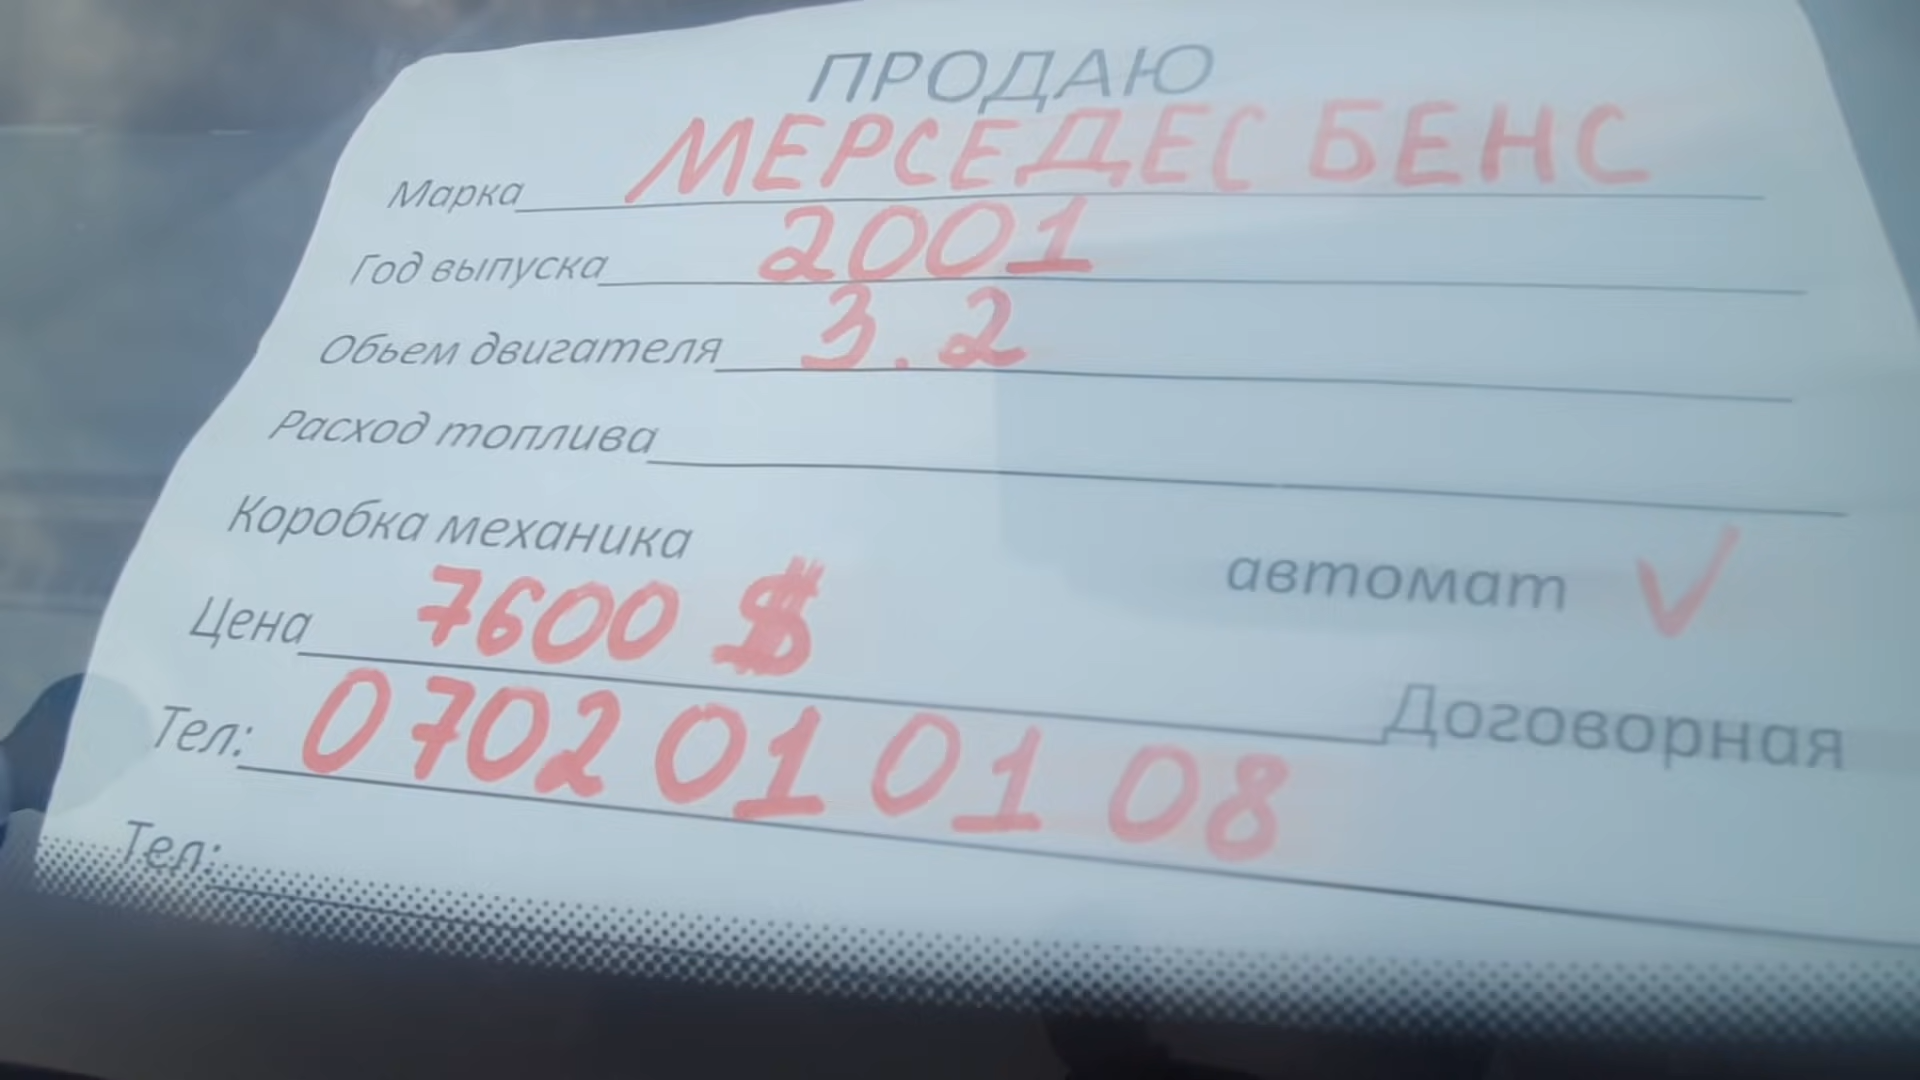 ПРОДАЮ
Марка МЕРСЕДЕС БЕНС
Год выпуска 2001
Обьем двигателя 3.2
Расход топлива
Коробка механика автомат ✓
Цена 7600 $ Договорная
Тел: 0702 01 01 08
Тел: